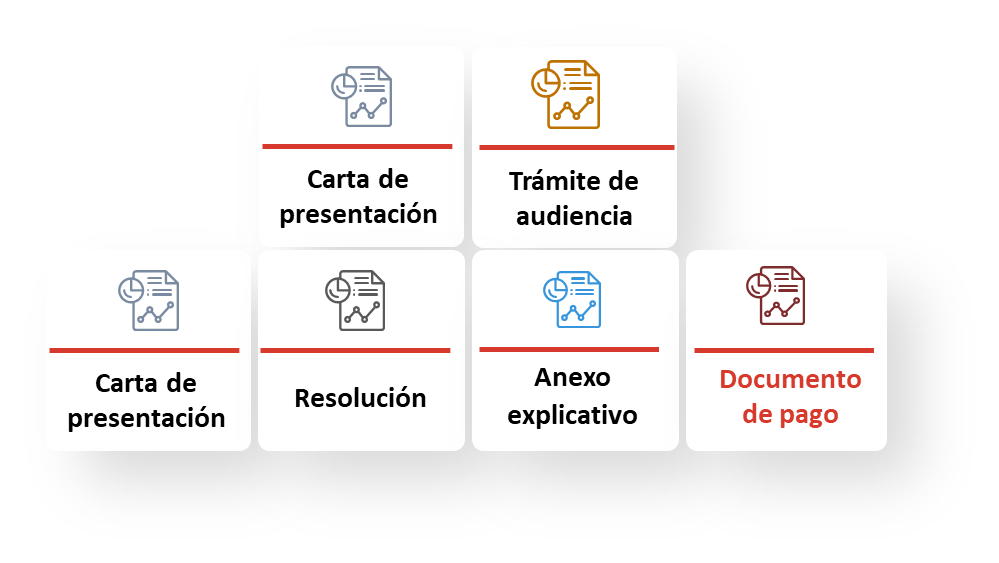 Carta de
presentación
Trámite de
audiencia
Carta de
presentación
Resolución
Anexo
explicativo
Documento
de pago